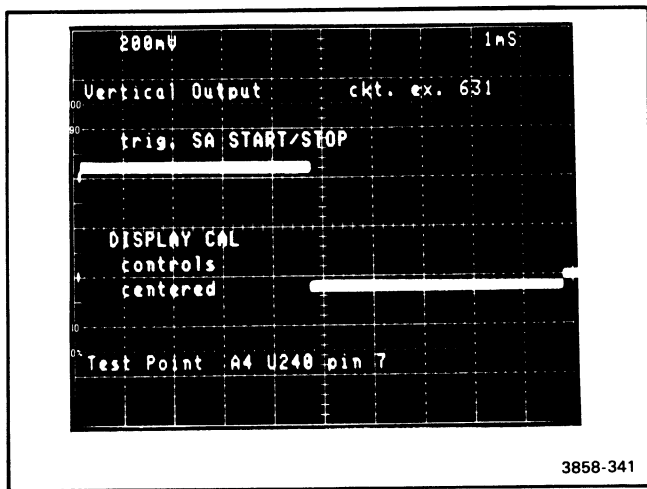 200mV 1mS
Vertical Output ckt. ex. 631
00
90
trig. SA START/STOP
DISPLAY CAL
controls
centered
10
0%
Test Point A4 U240 pin 7
3858-341